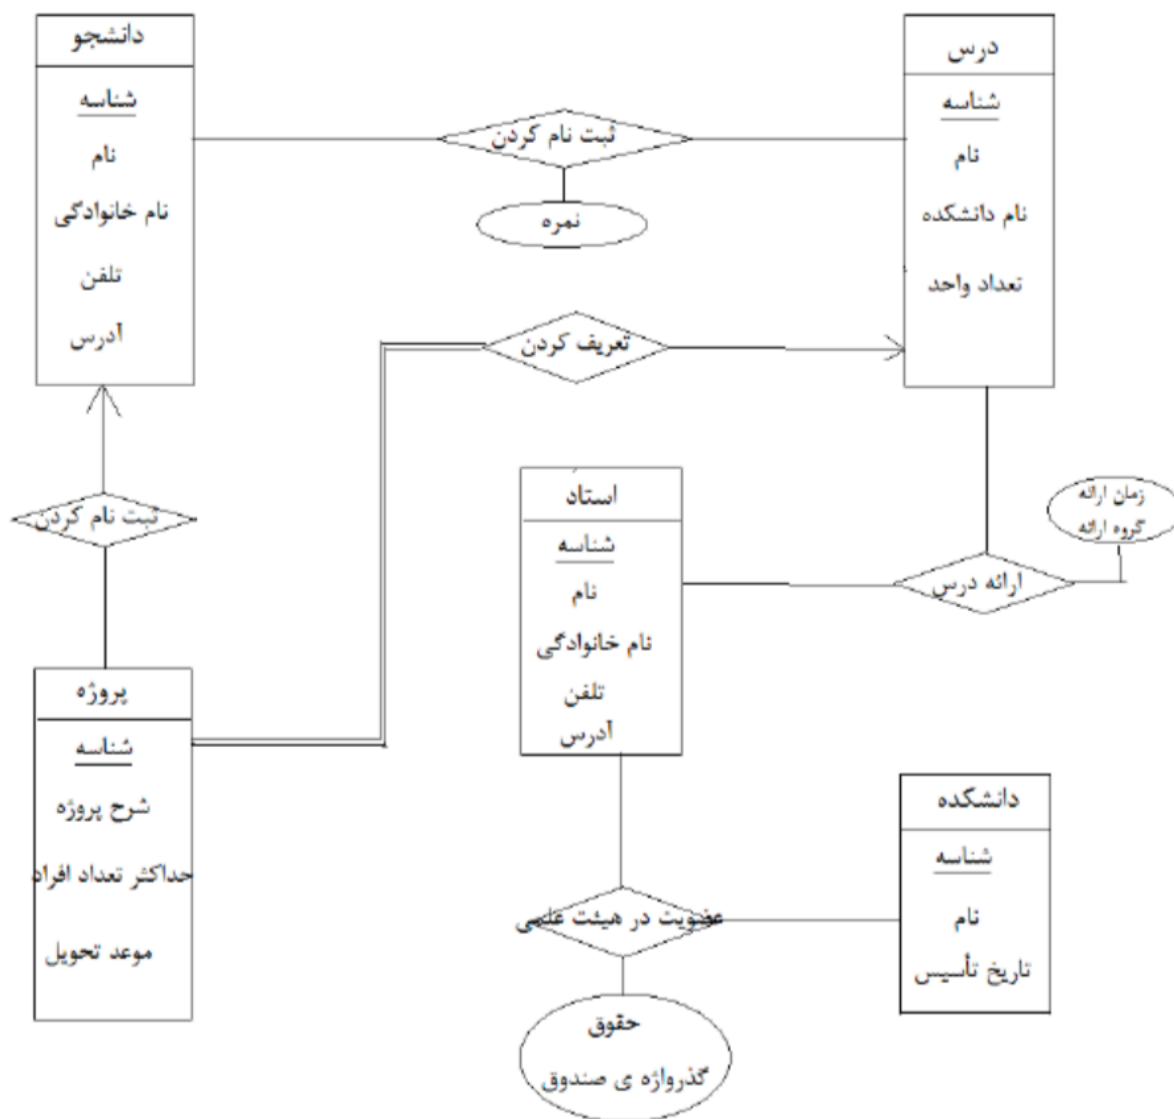 دانشجو
شناسه
نام
نام خانوادگی
تلفن
آدرس
درس
شناسه
نام
نام دانشکده
تعداد واحد
ثبت نام کردن
نمره
تعریف کردن
ثبت نام کردن
استاد
شناسه
نام
نام خانوادگی
تلفن
آدرس
زمان ارائه
گروه ارائه
ارائه درس
پروژه
شناسه
شرح پروژه
حداکثر تعداد افراد
موعد تحویل
دانشکده
شناسه
نام
تاریخ تأسیس
عضویت در هیئت علمی
حقوق
گذرواژه ی صندوق